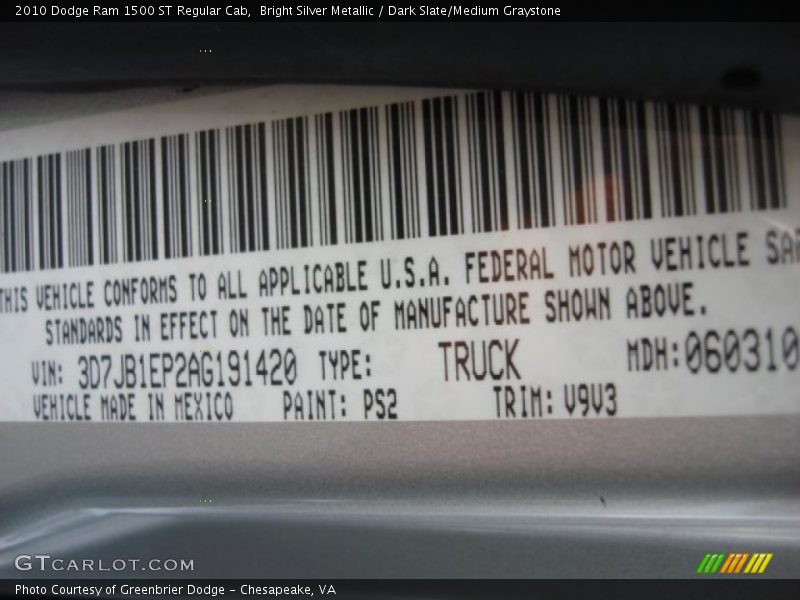 2010 Dodge Ram 1500 ST Regular Cab,  Bright Silver Metallic / Dark Slate/Medium Graystone
THIS VEHICLE CONFORMS TO ALL APPLICABLE U.S.A. FEDERAL MOTOR VEHICLE SAF
STANDARDS IN EFFECT ON THE DATE OF MANUFACTURE SHOWN ABOVE.
VIN: 3D7JB1EP2AG191420 TYPE: TRUCK MDH:060310
VEHICLE MADE IN MEXICO PAINT: PS2 TRIM: V9V3
GTCARLOT.COM
Photo Courtesy of Greenbrier Dodge - Chesapeake, VA